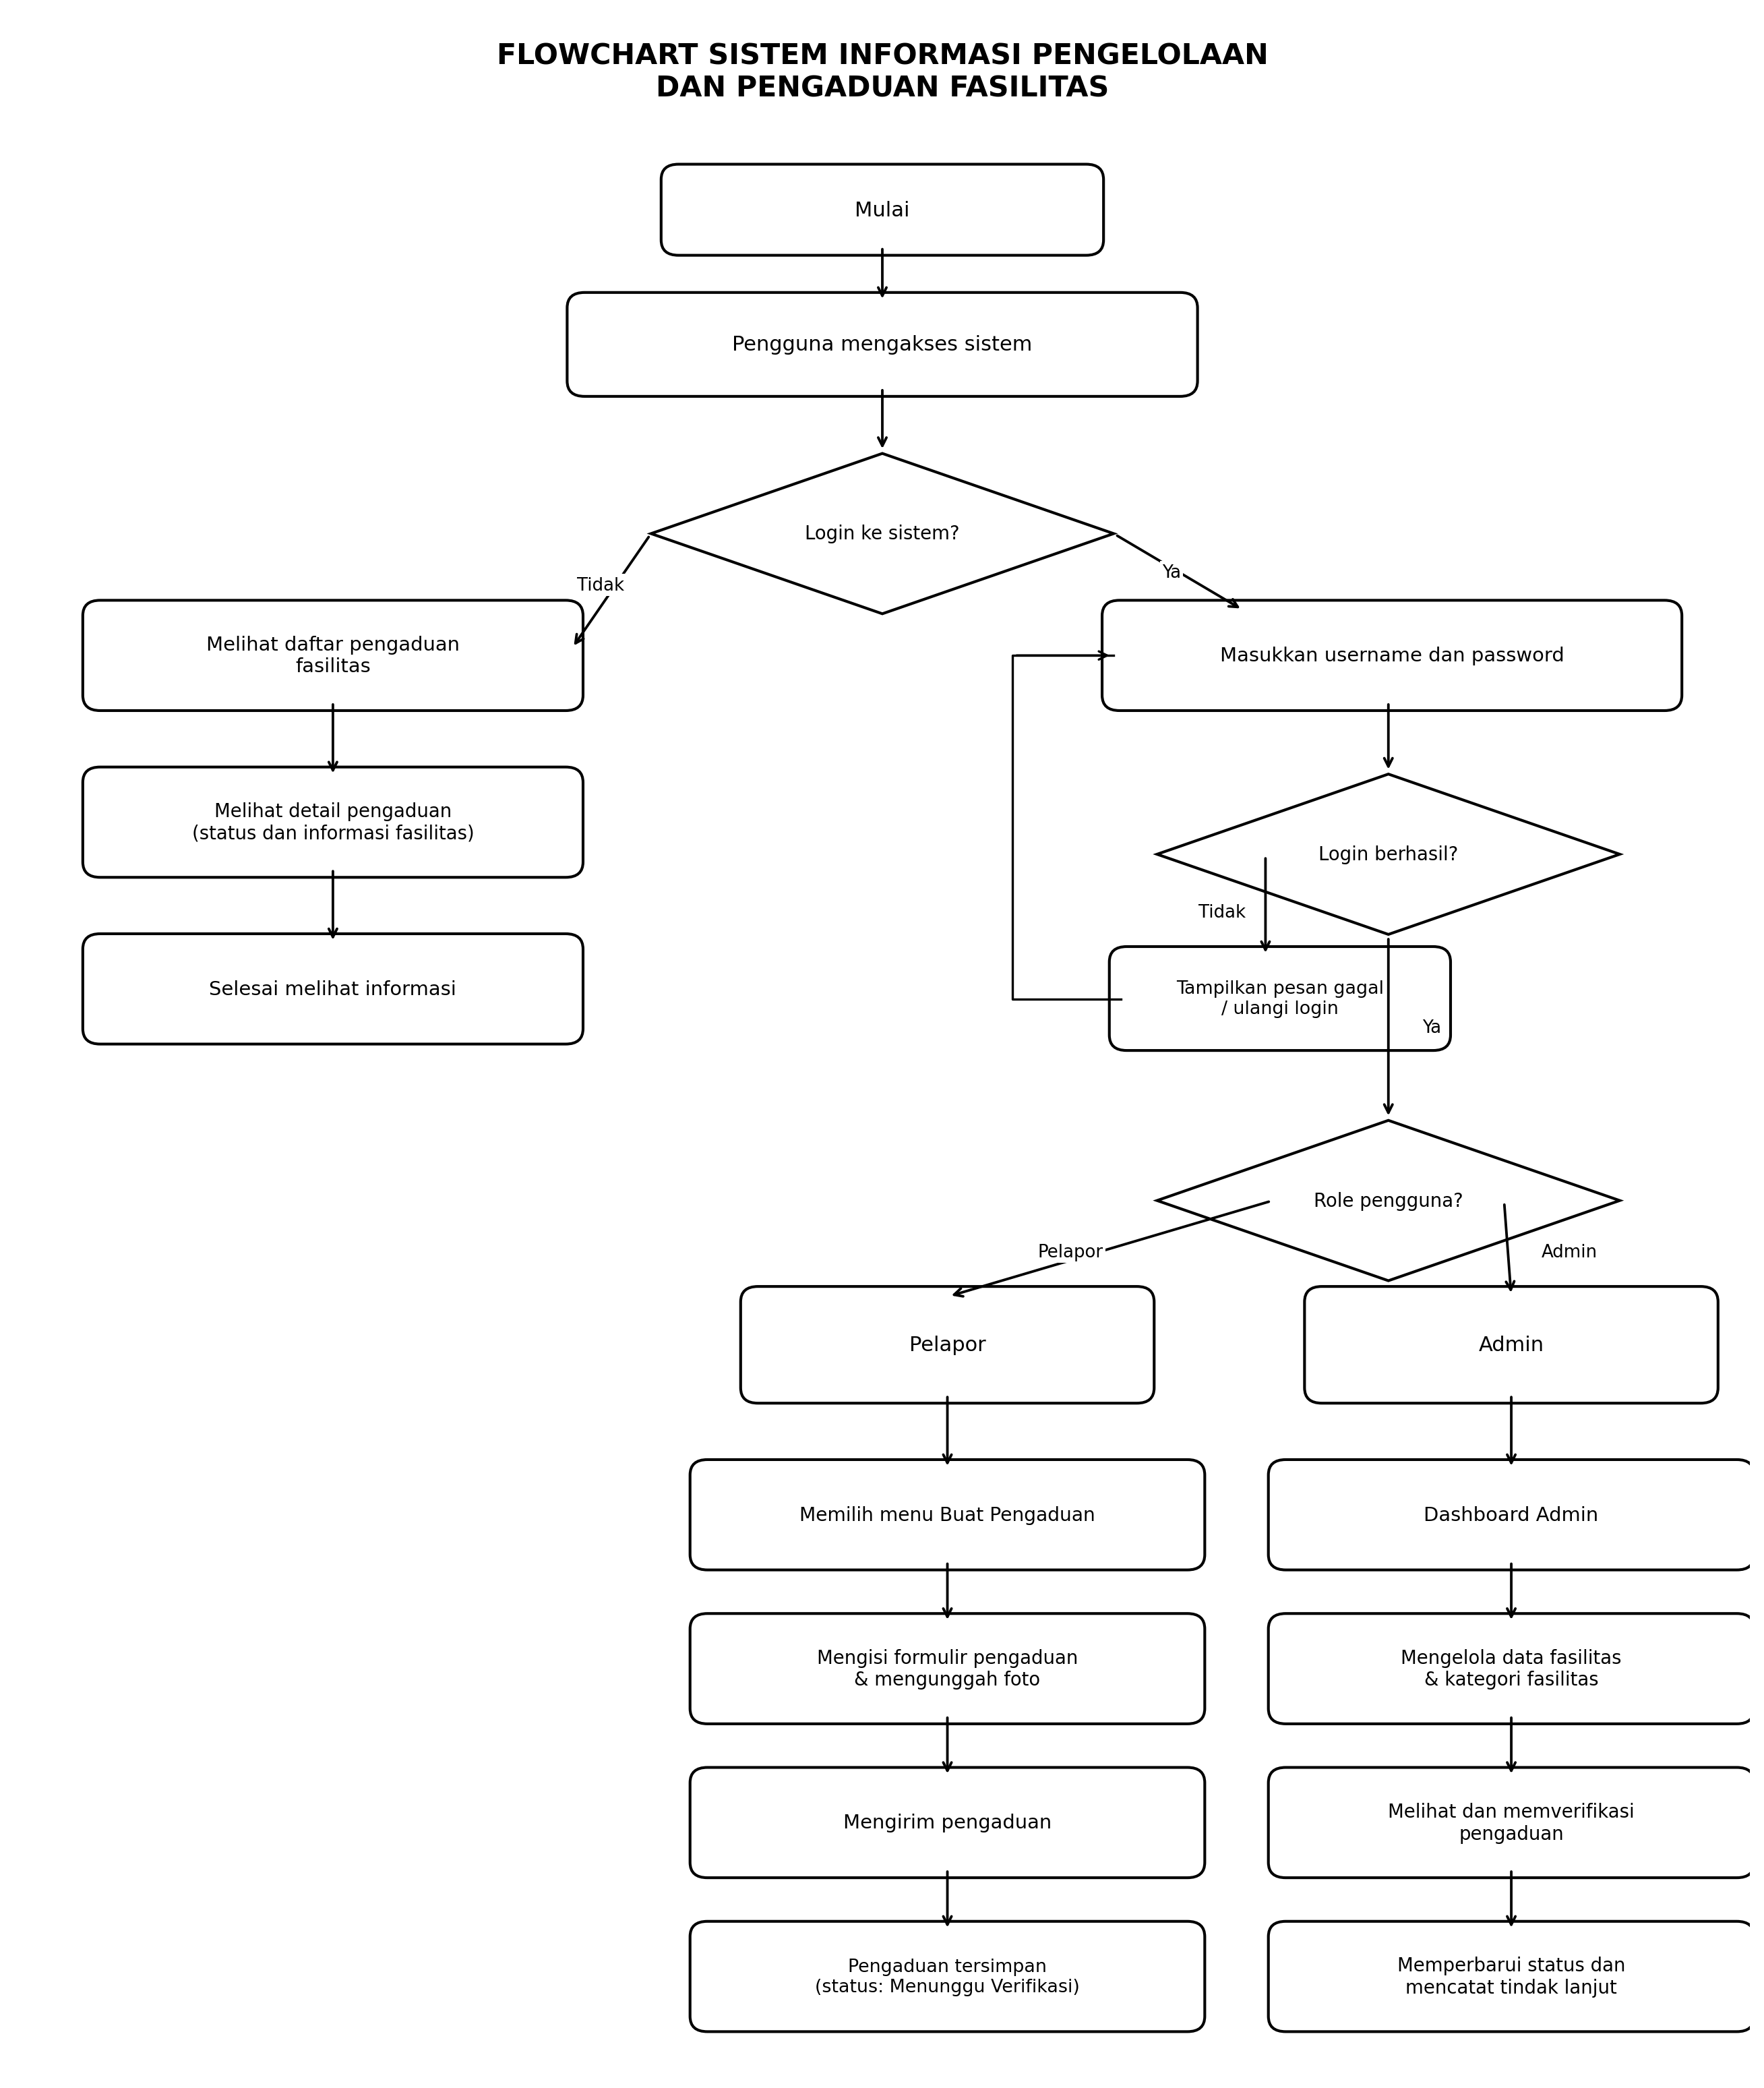 FLOWCHART SISTEM INFORMASI PENGELOLAAN
DAN PENGADUAN FASILITAS
Mulai
Pengguna mengakses sistem
Login ke sistem?
Tidak
Ya
Melihat daftar pengaduan
fasilitas
Masukkan username dan password
Melihat detail pengaduan
(status dan informasi fasilitas)
Login berhasil?
Tidak
Selesai melihat informasi
Tampilkan pesan gagal
/ ulangi login
Ya
Role pengguna?
Pelapor
Admin
Pelapor
Admin
Memilih menu Buat Pengaduan
Dashboard Admin
Mengisi formulir pengaduan
& mengunggah foto
Mengelola data fasilitas
& kategori fasilitas
Mengirim pengaduan
Melihat dan memverifikasi
pengaduan
Pengaduan tersimpan
(status: Menunggu Verifikasi)
Memperbarui status dan
mencatat tindak lanjut